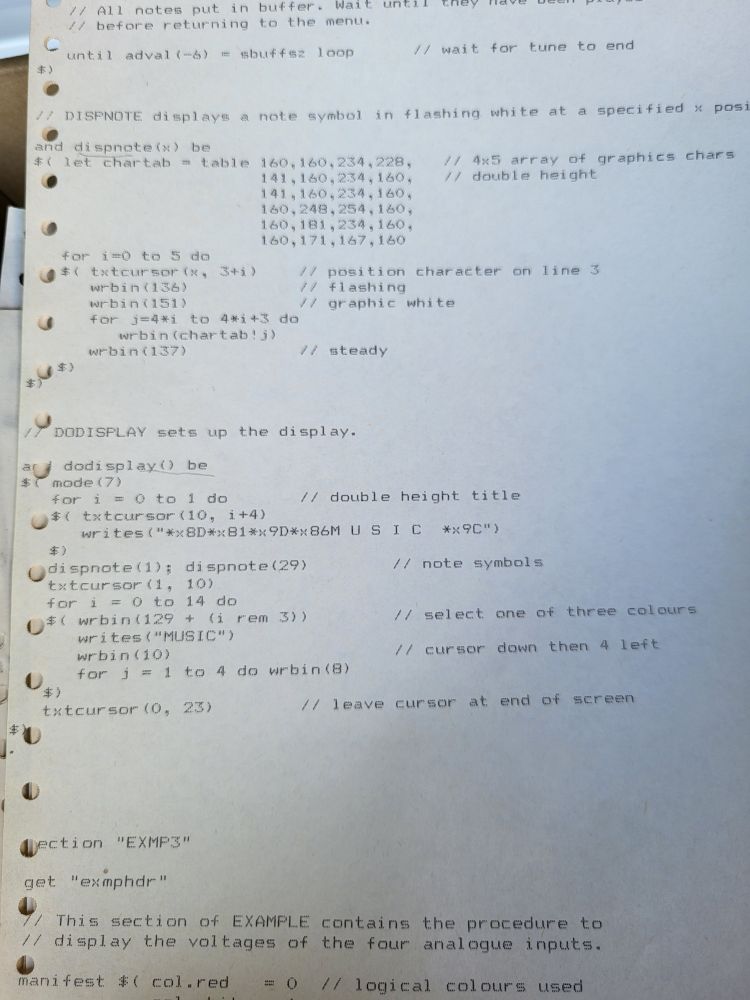 // All notes put in buffer. Wait until they have been
// before returning to the menu.
until adval(-6) = sbuffsz loop // wait for tune to end
$)
// DISPNOTE displays a note symbol in flashing white at a specified x posi
and dispnote(x) be
$( let chartab = table 160,160,234,228, // 4x5 array of graphics chars
141,160,234,160, // double height
141,160,234,160,
160,248,254,160,
160,181,234,160,
160,171,167,160
for i=0 to 5 do
$( txtcursor(x, 3+i) // position character on line 3
wrbin(136) // flashing
wrbin(151) // graphic white
for j=4*i to 4*i+3 do
wrbin(chartab!j)
wrbin(137) // steady
$)
$)
// DODISPLAY sets up the display.
and dodisplay() be
$( mode(7)
for i = 0 to 1 do // double height title
$( txtcursor(10, i+4)
writes("*x8D*x81*x9D*x86M U S I C *x9C")
$)
dispnote(1); dispnote(29) // note symbols
txtcursor(1, 10)
for i = 0 to 14 do
$( wrbin(129 + (i rem 3)) // select one of three colours
writes("MUSIC")
wrbin(10) // cursor down then 4 left
for j = 1 to 4 do wrbin(8)
$)
txtcursor(0, 23) // leave cursor at end of screen
$)
.
section "EXMP3"
get "exmphdr"
// This section of EXAMPLE contains the procedure to
// display the voltages of the four analogue inputs.
manifest $( col.red = 0 // logical colours used